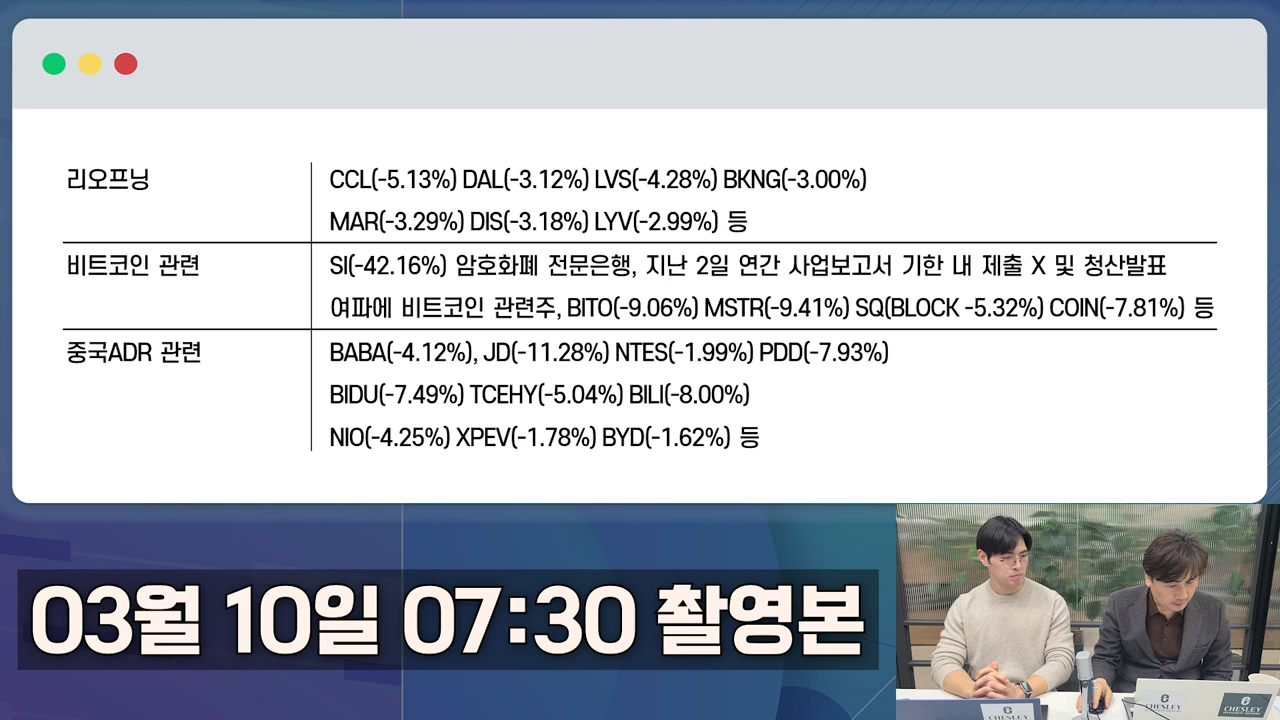 리오프닝
CCL(-5.13%) DAL(-3.12%) LVS(-4.28%) BKNG(-3.00%)
MAR(-3.29%) DIS(-3.18%) LYV(-2.99%) 등
비트코인 관련
SI(-42.16%) 암호화폐 전문은행, 지난 2일 연간 사업보고서 기한 내 제출 X 및 청산발표
여파에 비트코인 관련주, BITO(-9.06%) MSTR(-9.41%) SQ(BLOCK -5.32%) COIN(-7.81%) 등
중국ADR 관련
BABA(-4.12%), JD(-11.28%) NTES(-1.99%) PDD(-7.93%)
BIDU(-7.49%) TCEHY(-5.04%) BILI(-8.00%)
NIO(-4.25%) XPEV(-1.78%) BYD(-1.62%) 등
03월 10일 07:30 촬영본
CHESLEY
CHESLEY
CHESLEY